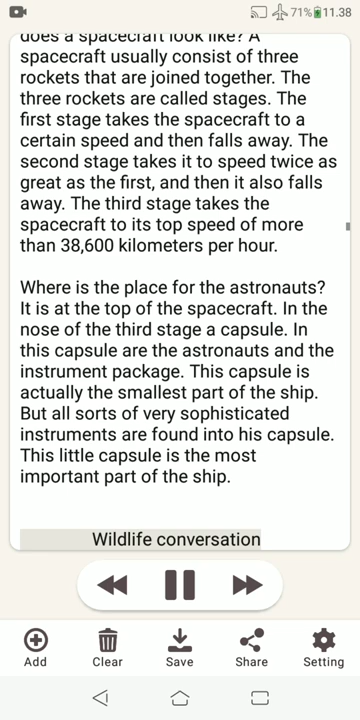 71% 11.38
does a spacecraft look like? A
spacecraft usually consist of three
rockets that are joined together. The
three rockets are called stages. The
first stage takes the spacecraft to a
certain speed and then falls away. The
second stage takes it to speed twice as
great as the first, and then it also falls
away. The third stage takes the
spacecraft to its top speed of more
than 38,600 kilometers per hour.
Where is the place for the astronauts?
It is at the top of the spacecraft. In the
nose of the third stage a capsule. In
this capsule are the astronauts and the
instrument package. This capsule is
actually the smallest part of the ship.
But all sorts of very sophisticated
instruments are found into his capsule.
This little capsule is the most
important part of the ship.
Wildlife conversation
Add Clear Save Share Setting